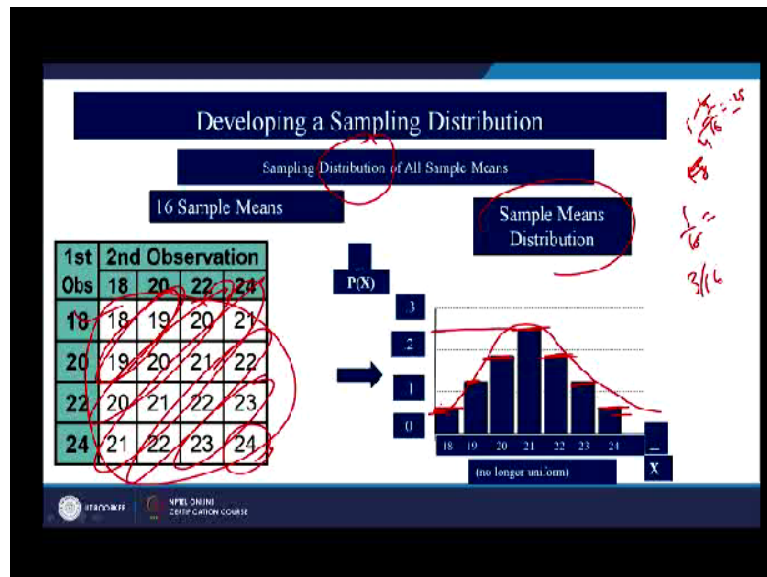 Developing a Sampling Distribution
Sampling Distribution of All Sample Means
16 Sample Means
Sample Means
Distribution
1st 2nd Observation
Obs 18 20 22 24
18 18 19 20 21
20 19 20 21 22
22 20 21 22 23
24 21 22 23 24
P(X)
.3
.2
.1
0
18 19 20 21 22 23 24
X
(no longer uniform)
1/16 =
3/16
IIT ROORKEE
NPTEL ONLINE
CERTIFICATION COURSE